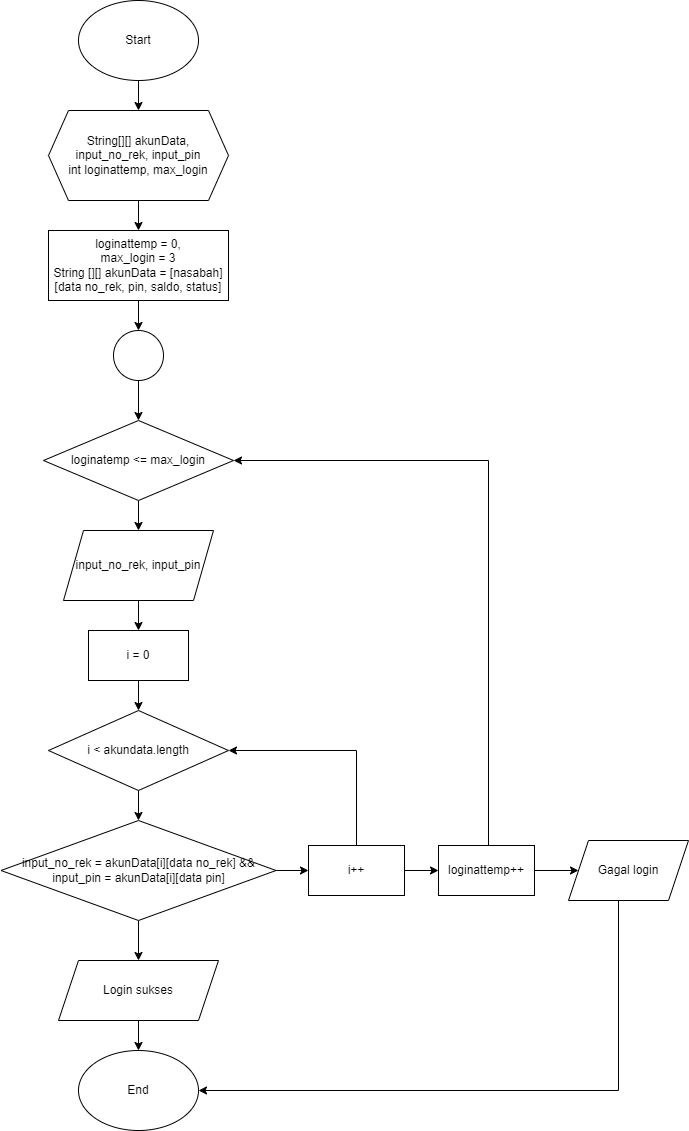 Start
String[][] akunData,
input_no_rek, input_pin
int loginattemp, max_login
loginattemp = 0,
max_login = 3
String [][] akunData = [nasabah]
[data no_rek, pin, saldo, status]
loginatemp <= max_login
input_no_rek, input_pin
i = 0
i < akundata.length
input_no_rek = akunData[i][data no_rek] &&
input_pin = akunData[i][data pin]
i++
loginattemp++
Gagal login
Login sukses
End